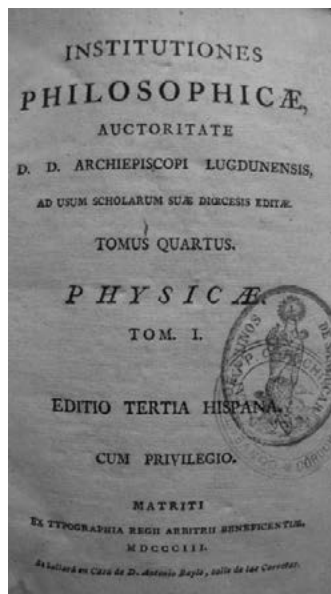 INSTITUTIONES
PHILOSOPHICÆ,
AUCTORITATE
D. D. ARCHIEPISCOPI LUGDUNENSIS,
AD USUM SCHOLARUM SUÆ DIŒCESIS EDITÆ.
TOMUS QUARTUS.
PHYSICÆ.
TOM. I.
EDITIO TERTIA HISPANA.
CUM PRIVILEGIO.
MATRITI
EX TYPOGRAPHIA REGII ARBITRII BENEFICENTIÆ,
MDCCCIII.
Se hallará en Casa de D. Antonio Baylo, calle de las Carretas.